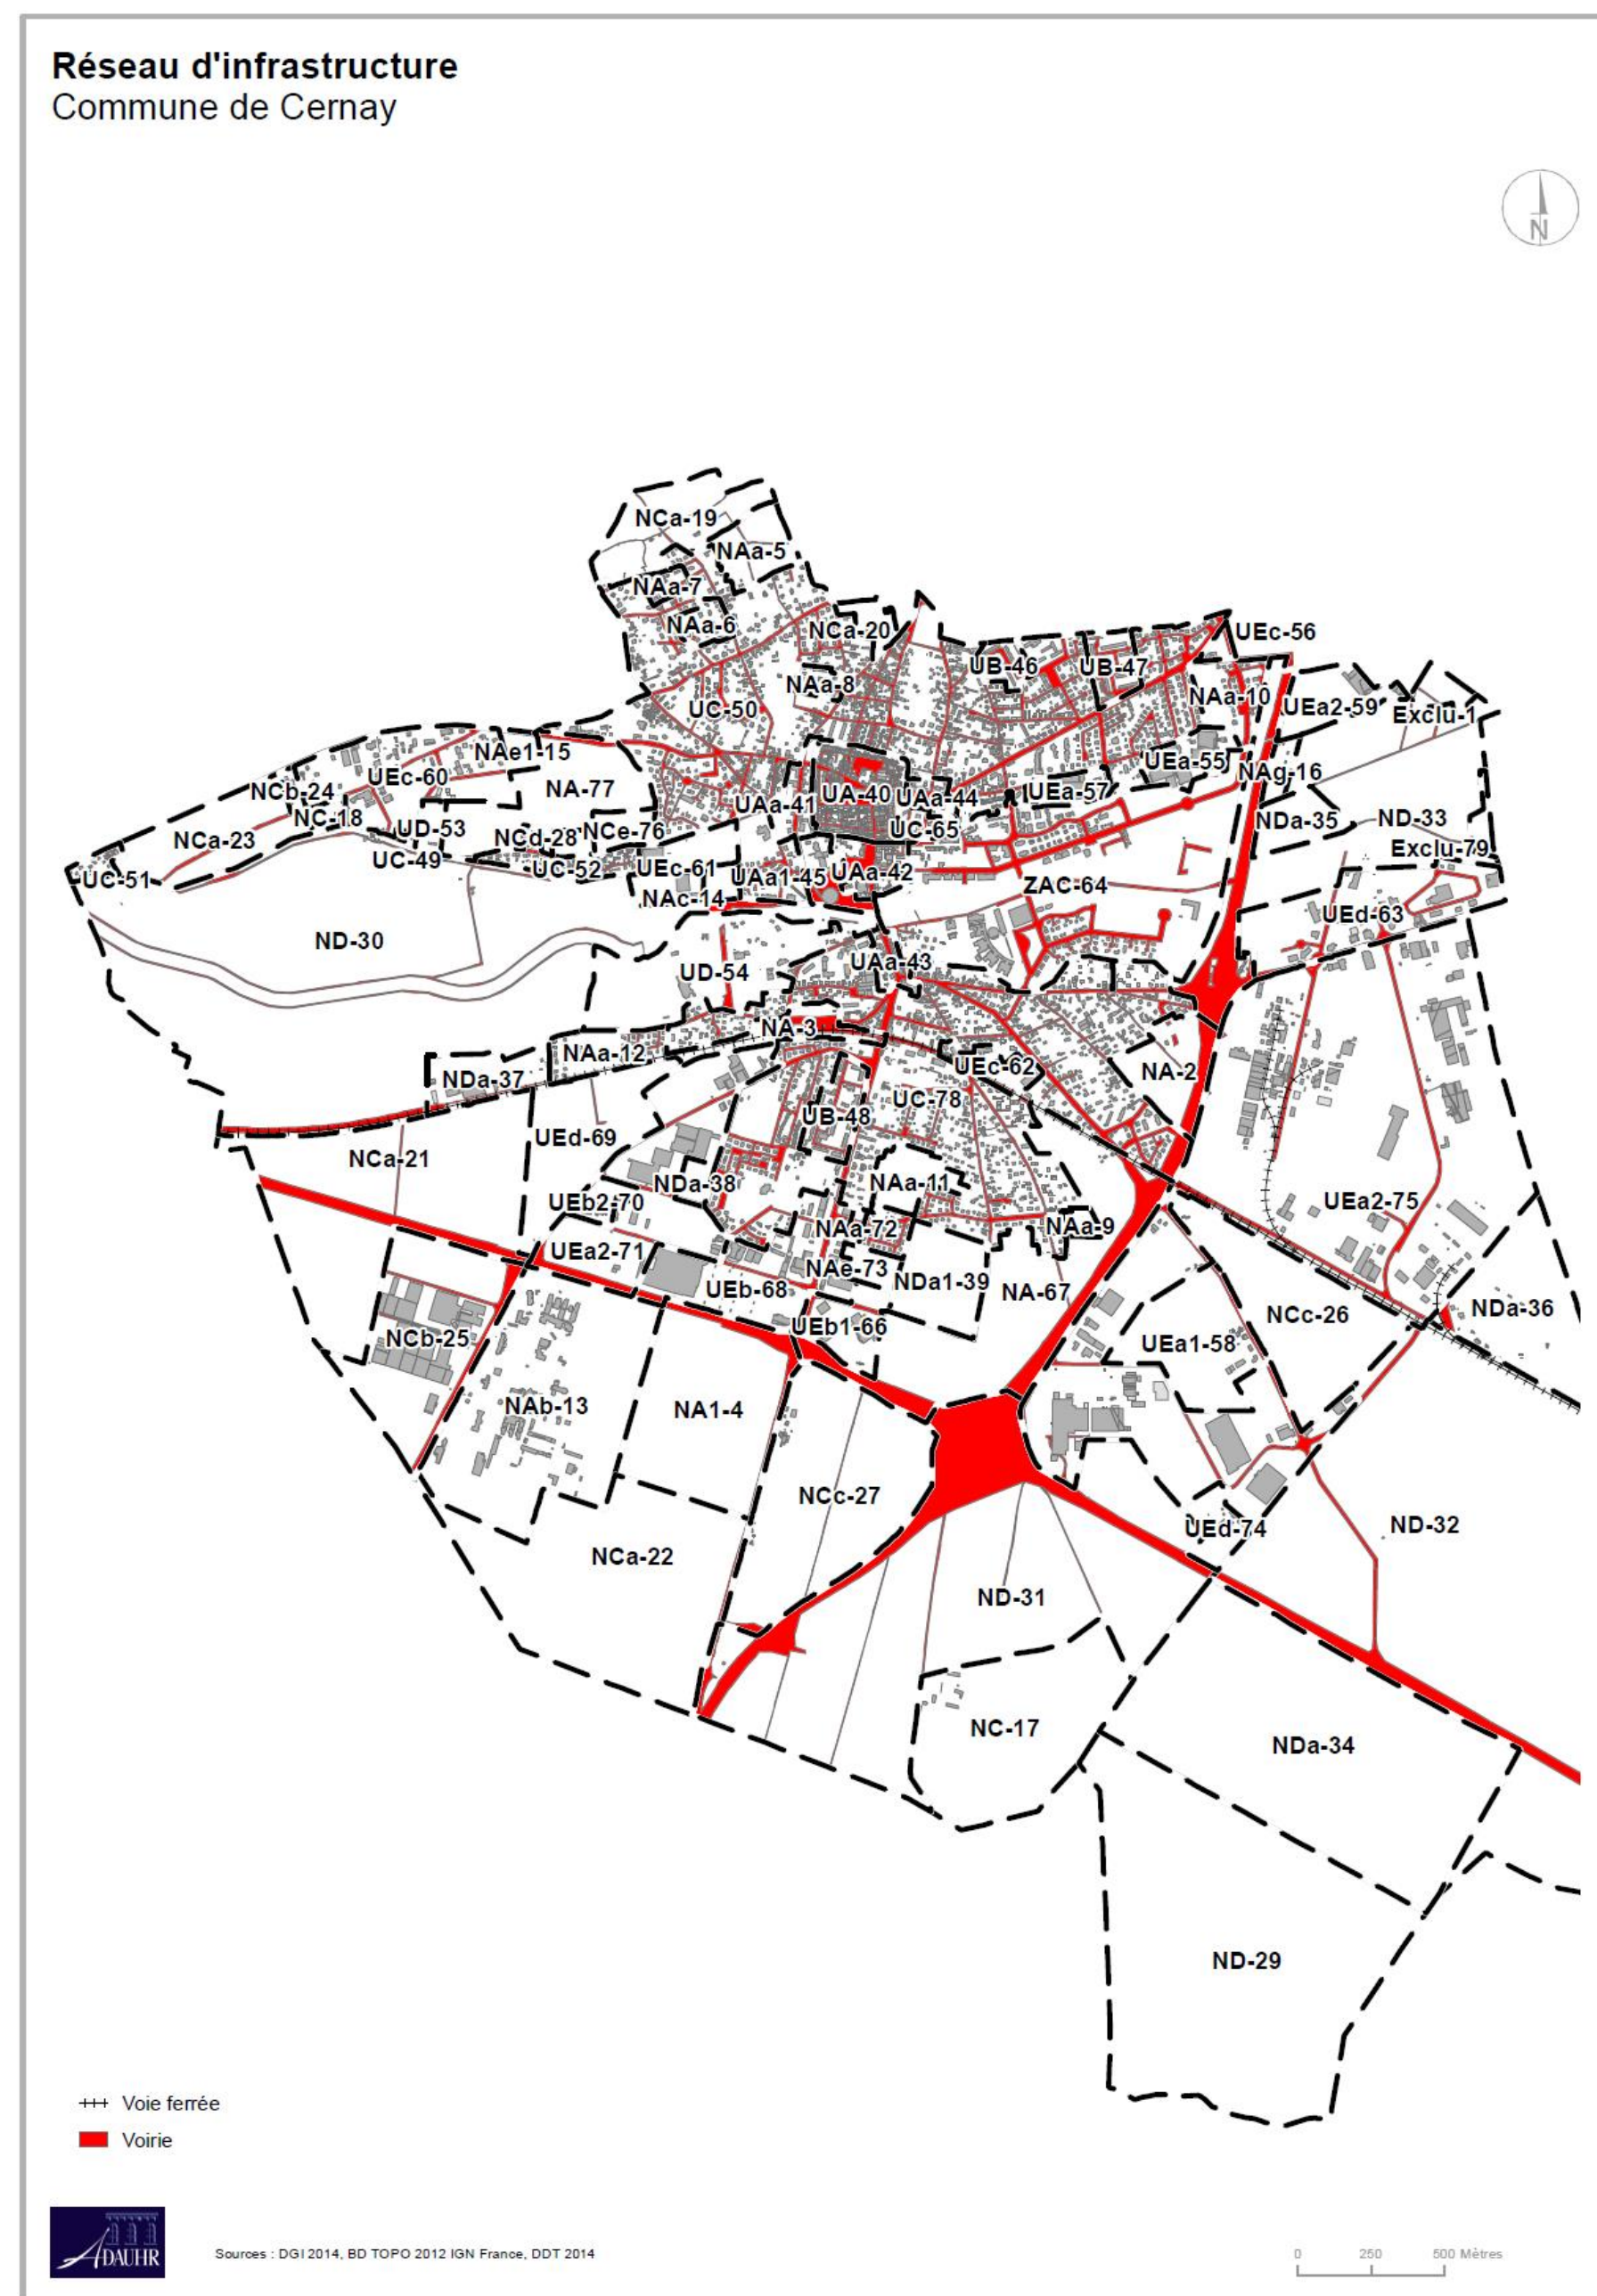 Réseau d'infrastructure
Commune de Cernay
N
NCa-19
NAa-5
NAa-7
NAa-6
NCa-20
UEc-56
UB-46
UB-47
NAa-8
NAa-10
UC-50
UEa2-59
Exclu-1
NAe1-15
UEa-55
NAg-16
UEc-60
NCb-24
NA-77
UEa-57
UA-40
UAa-44
UAa-41
NC-18
NDa-35
ND-33
UD-53
NCd-28
NCe-76
UC-65
NCa-23
Exclu-79
UC-49
UC-52
UEc-61
UAa1-45
UAa-42
UC-51
ZAC-64
NAc-14
UEd-63
ND-30
UAa-43
UD-54
NA-3
NAa-12
UEc-62
NA-2
NDa-37
UC-78
UB-48
UEd-69
NCa-21
NDa-38
NAa-11
UEb2-70
UEa2-75
NAa-72
NAa-9
UEa2-71
NAe-73
NDa1-39
UEb-68
NA-67
NCc-26
NDa-36
UEb1-66
NCb-25
UEa1-58
NAb-13
NA1-4
NCc-27
UEd-74
ND-32
NCa-22
ND-31
NC-17
NDa-34
ND-29
Voie ferrée
Voirie
ADAUHR
Sources : DGI 2014, BD TOPO 2012 IGN France, DDT 2014
0 250 500 Mètres